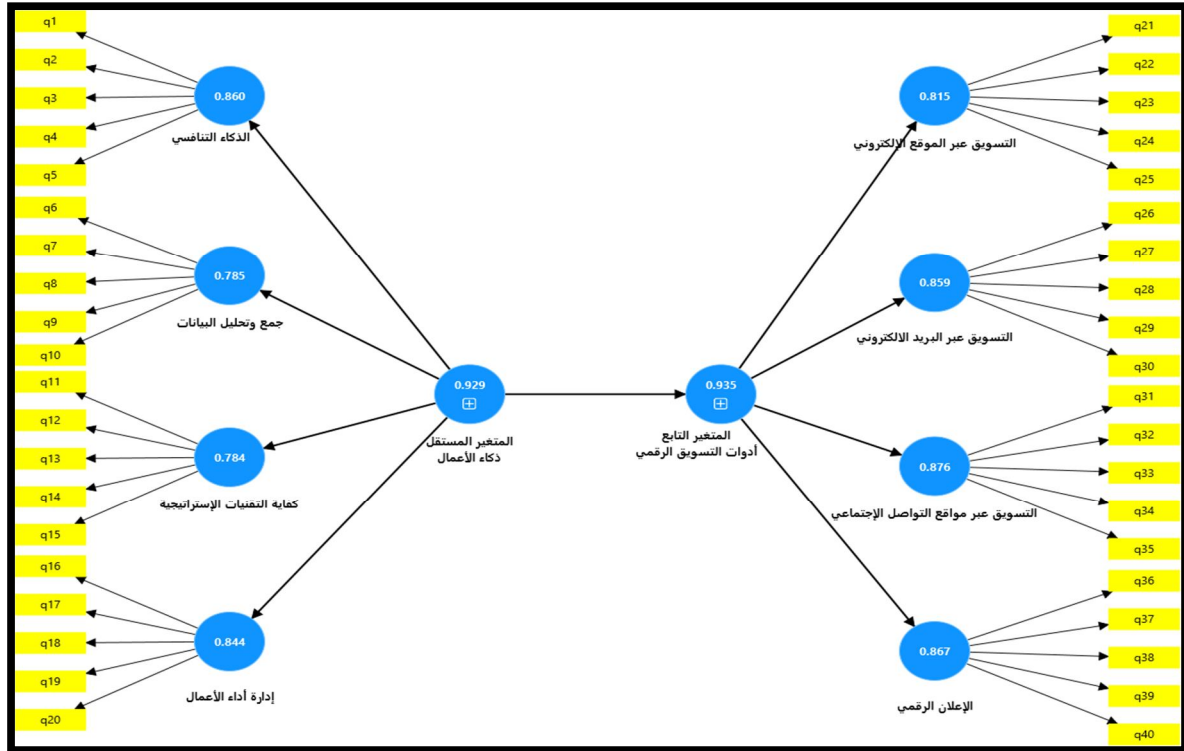 q1
q2
q3
q4
q5
0.860
الذكاء التنافسي
q6
q7
q8
q9
q10
0.785
جمع وتحليل البيانات
q11
q12
q13
q14
q15
0.784
كفاية التقنيات الإستراتيجية
q16
q17
q18
q19
q20
0.844
إدارة أداء الأعمال
0.929
المتغير المستقل
ذكاء الأعمال
0.935
المتغير التابع
أدوات التسويق الرقمي
0.815
التسويق عبر الموقع الالكتروني
q21
q22
q23
q24
q25
0.859
التسويق عبر البريد الالكتروني
q26
q27
q28
q29
q30
0.876
التسويق عبر مواقع التواصل الإجتماعي
q31
q32
q33
q34
q35
0.867
الإعلان الرقمي
q36
q37
q38
q39
q40